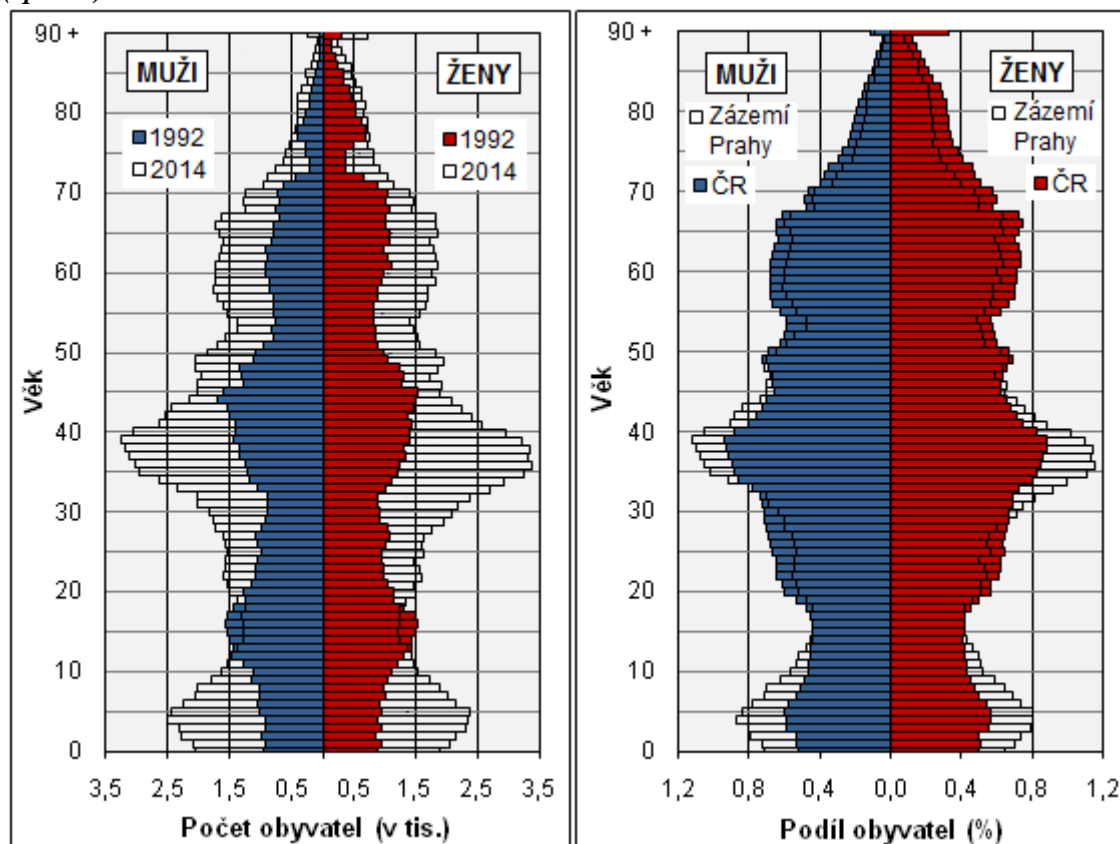 90 +
80
70
60
50
40
30
20
10
0
Věk
MUŽI
ŽENY
1992
2014
1992
2014
3,5 2,5 1,5 0,5 0,5 1,5 2,5 3,5
Počet obyvatel (v tis.)
90 +
80
70
60
50
40
30
20
10
0
Věk
MUŽI
ŽENY
Zázemí
Prahy
ČR
Zázemí
Prahy
ČR
1,2 0,8 0,4 0,0 0,4 0,8 1,2
Podíl obyvatel (%)